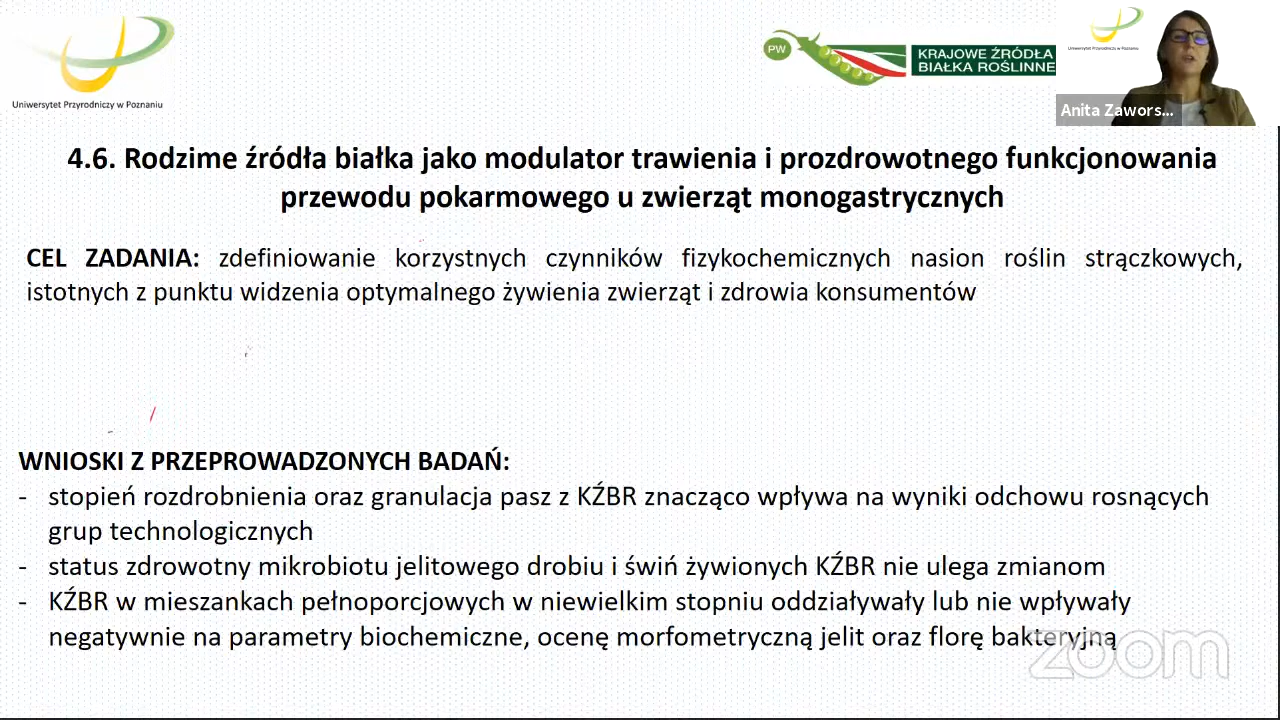 Uniwersytet Przyrodniczy w Poznaniu
PW
KRAJOWE ŹRÓDŁA
BIAŁKA ROŚLINNE
Uniwersytet Przyrodniczy w Poznaniu
Anita Zawors...
4.6. Rodzime źródła białka jako modulator trawienia i prozdrowotnego funkcjonowania
przewodu pokarmowego u zwierząt monogastrycznych
CEL ZADANIA: zdefiniowanie korzystnych czynników fizykochemicznych nasion roślin strączkowych,
istotnych z punktu widzenia optymalnego żywienia zwierząt i zdrowia konsumentów
WNIOSKI Z PRZEPROWADZONYCH BADAŃ:
- stopień rozdrobnienia oraz granulacja pasz z KŹBR znacząco wpływa na wyniki odchowu rosnących
grup technologicznych
- status zdrowotny mikrobiotu jelitowego drobiu i świń żywionych KŹBR nie ulega zmianom
- KŹBR w mieszankach pełnoporcjowych w niewielkim stopniu oddziaływały lub nie wpływały
negatywnie na parametry biochemiczne, ocenę morfometryczną jelit oraz florę bakteryjną
zoom